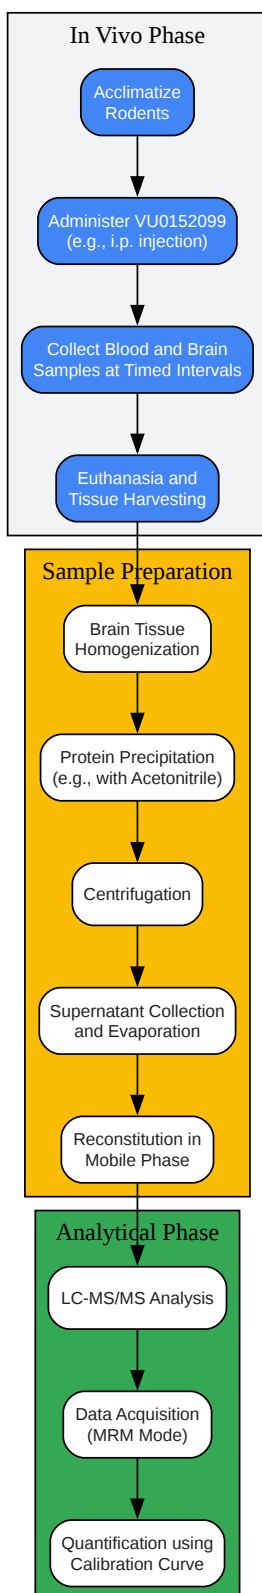 In Vivo Phase
Acclimatize
Rodents
Administer VU0152099
(e.g., i.p. injection)
Collect Blood and Brain
Samples at Timed Intervals
Euthanasia and
Tissue Harvesting
Sample Preparation
Brain Tissue
Homogenization
Protein Precipitation
(e.g., with Acetonitrile)
Centrifugation
Supernatant Collection
and Evaporation
Reconstitution in
Mobile Phase
Analytical Phase
LC-MS/MS Analysis
Data Acquisition
(MRM Mode)
Quantification using
Calibration Curve